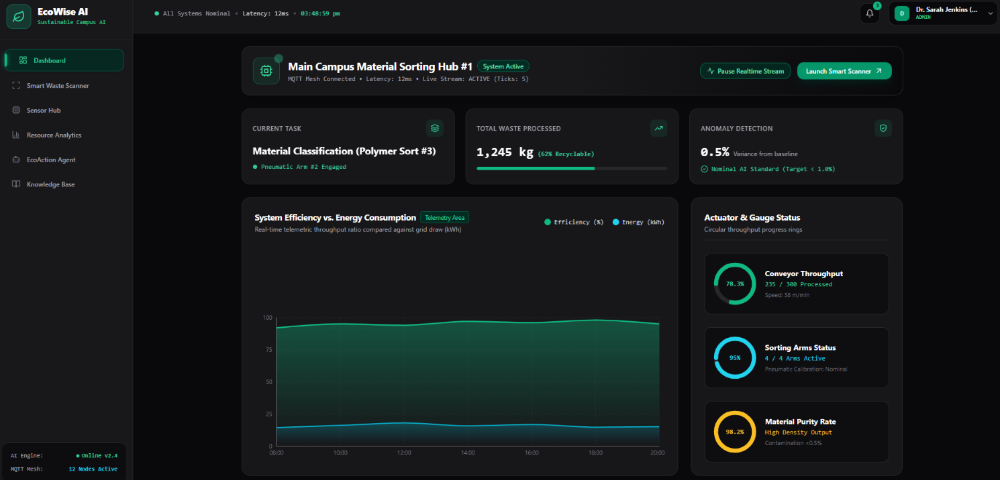 EcoWise AI
Sustainable Campus AI
All Systems Nominal • Latency: 12ms • 03:48:59 pm
3
D
Dr. Sarah Jenkins (...
ADMIN
Dashboard
Smart Waste Scanner
Sensor Hub
Resource Analytics
EcoAction Agent
Knowledge Base
AI Engine: Online v2.4
MQTT Mesh: 12 Nodes Active
Main Campus Material Sorting Hub #1 System Active
MQTT Mesh Connected • Latency: 12ms • Live Stream: ACTIVE (Ticks: 5)
Pause Realtime Stream
Launch Smart Scanner
CURRENT TASK
Material Classification (Polymer Sort #3)
Pneumatic Arm #2 Engaged
TOTAL WASTE PROCESSED
1,245 kg (62% Recyclable)
ANOMALY DETECTION
0.5% Variance from baseline
Nominal AI Standard (Target < 1.0%)
System Efficiency vs. Energy Consumption Telemetry Area
Real-time telemetric throughput ratio compared against grid draw (kWh)
Efficiency (%) Energy (kWh)
100
75
50
25
0
08:00 10:00 12:00 14:00 16:00 18:00 20:00
Actuator & Gauge Status
Circular throughput progress rings
78.3%
Conveyor Throughput
235 / 300 Processed
Speed: 38 m/min
95%
Sorting Arms Status
4 / 4 Arms Active
Pneumatic Calibration: Nominal
98.2%
Material Purity Rate
High Density Output
Contamination <0.5%